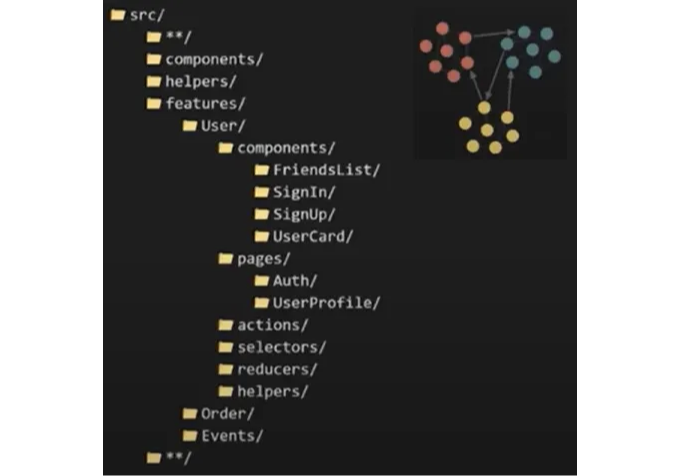 src/
**/
components/
helpers/
features/
User/
components/
FriendsList/
SignIn/
SignUp/
UserCard/
pages/
Auth/
UserProfile/
actions/
selectors/
reducers/
helpers/
Order/
Events/
**/